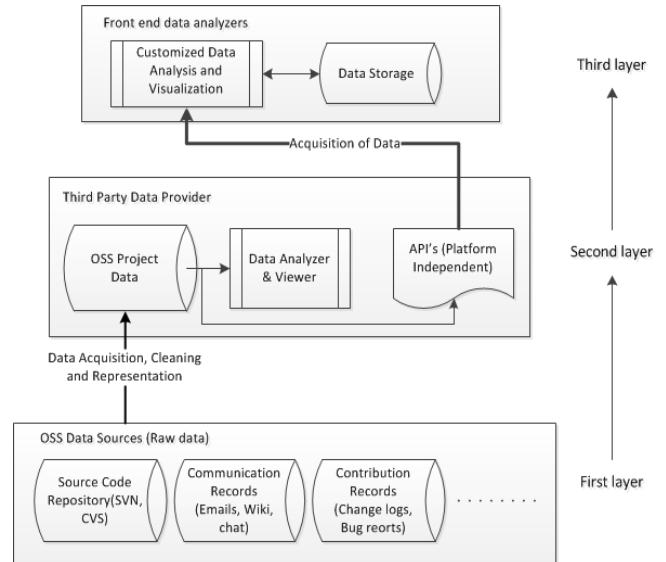 Front end data analyzers
Customized Data
Analysis and
Visualization
Data Storage
Third layer
Acquisition of Data
Third Party Data Provider
OSS Project
Data
Data Analyzer
& Viewer
API's (Platform
Independent)
Second layer
Data Acquisition, Cleaning
and Representation
OSS Data Sources (Raw data)
Source Code
Repository(SVN,
CVS)
Communication
Records
(Emails, Wiki,
chat)
Contribution
Records
(Change logs,
Bug reorts)
. . . . . . . .
First layer